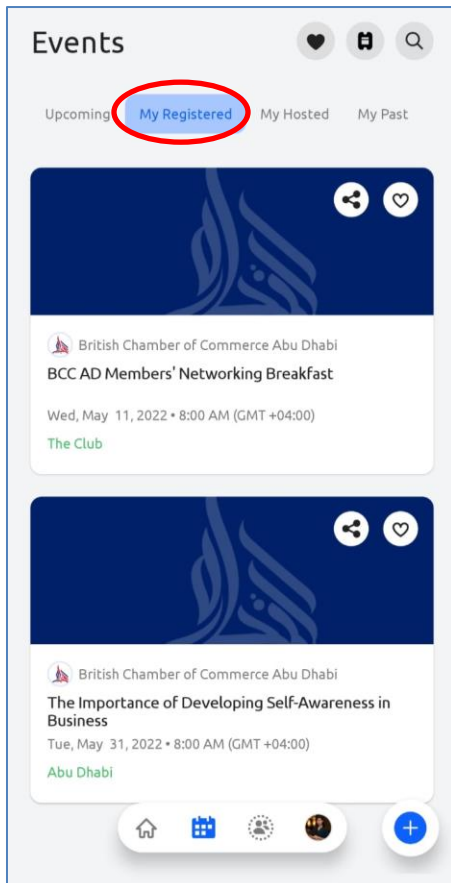 Events
Upcoming My Registered My Hosted My Past
British Chamber of Commerce Abu Dhabi
BCC AD Members' Networking Breakfast
Wed, May 11, 2022 • 8:00 AM (GMT +04:00)
The Club
British Chamber of Commerce Abu Dhabi
The Importance of Developing Self-Awareness in
Business
Tue, May 31, 2022 • 8:00 AM (GMT +04:00)
Abu Dhabi